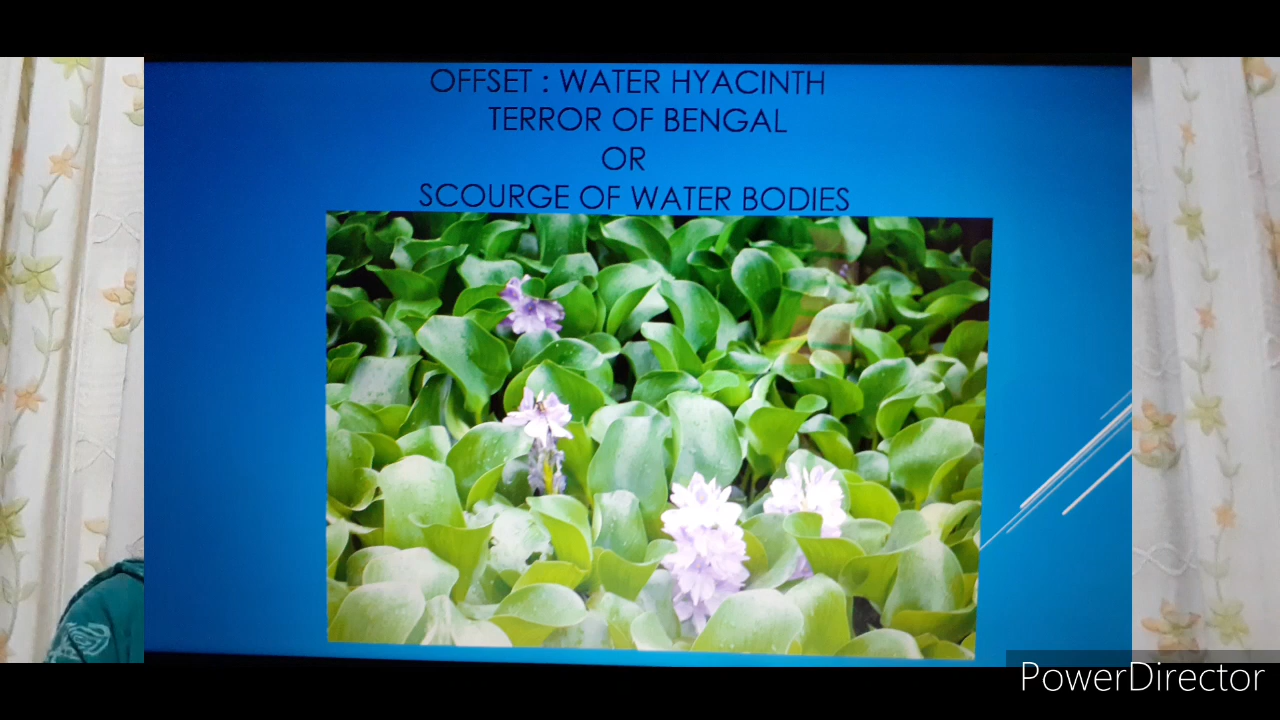 OFFSET : WATER HYACINTH
TERROR OF BENGAL
OR
SCOURGE OF WATER BODIES
PowerDirector